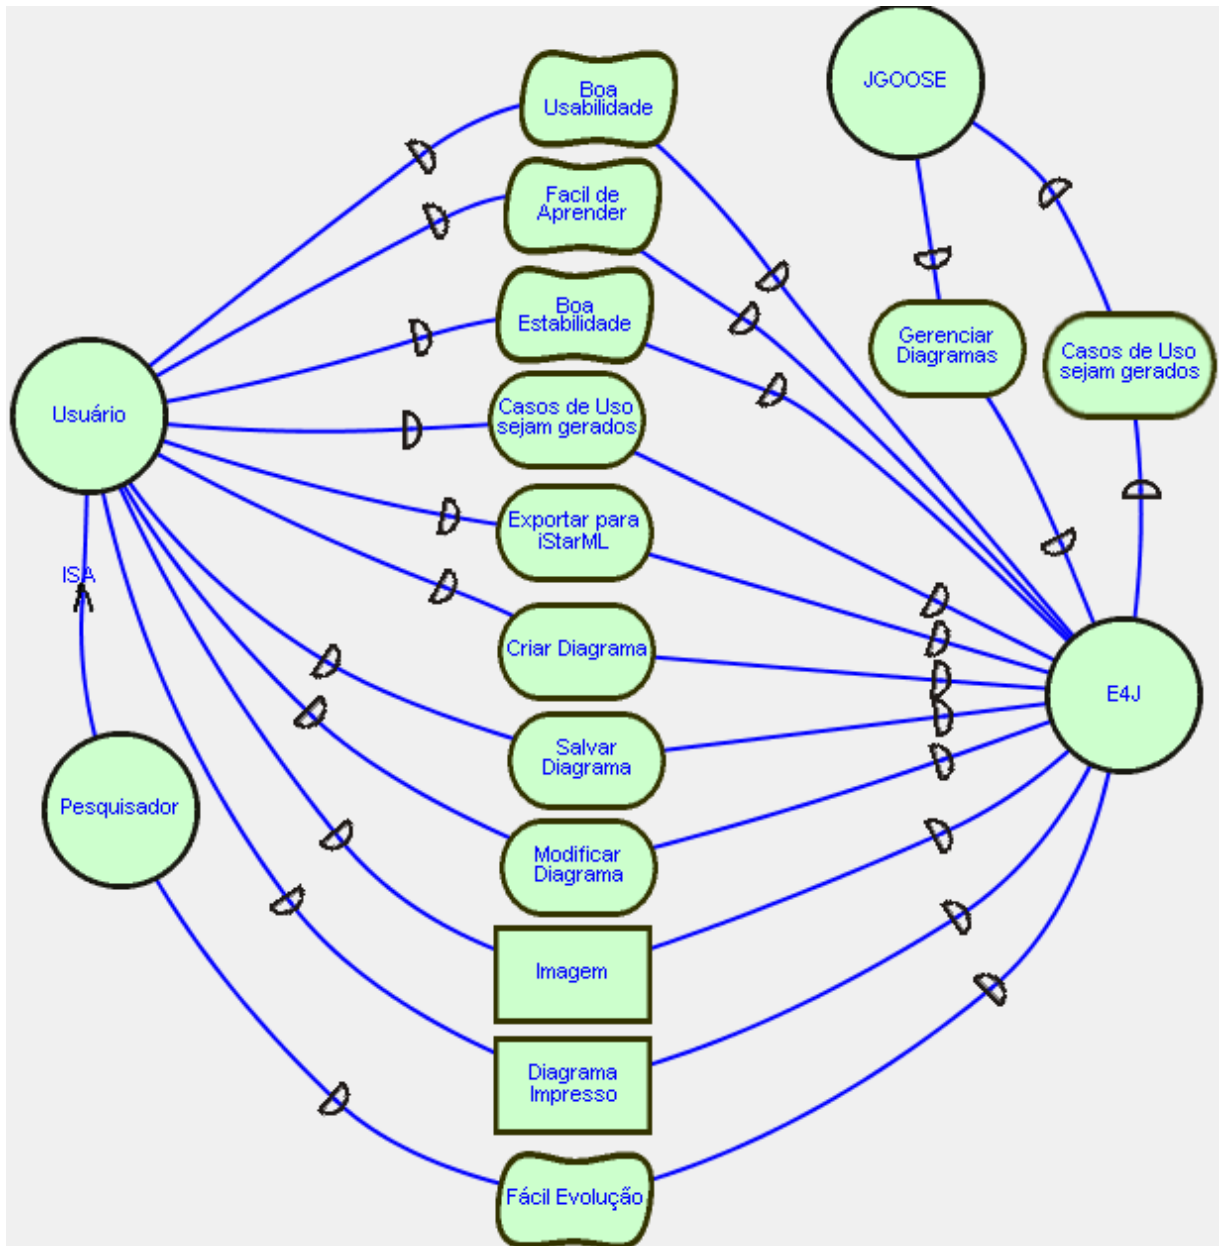 Boa
Usabilidade
JGOOSE
Facil de
Aprender
Boa
Estabilidade
Gerenciar
Diagramas
Casos de Uso
sejam gerados
Usuário
Casos de Uso
sejam gerados
Exportar para
iStarML
ISA
Criar Diagrama
E4J
Salvar
Diagrama
Pesquisador
Modificar
Diagrama
Imagem
Diagrama
Impresso
Fácil Evolução